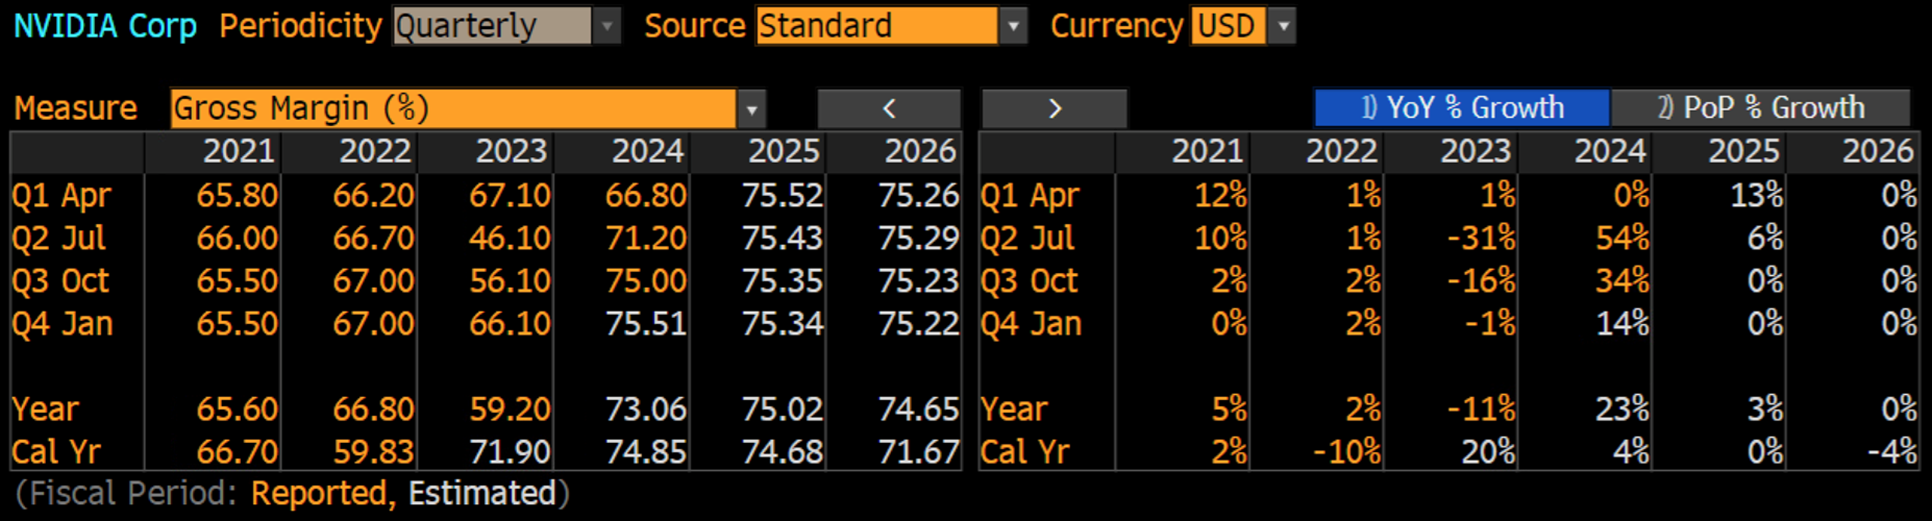 NVIDIA Corp Periodicity Quarterly Source Standard Currency USD
Measure Gross Margin (%) < > 1) YoY % Growth 2) PoP % Growth
2021 2022 2023 2024 2025 2026 2021 2022 2023 2024 2025 2026
Q1 Apr 65.80 66.20 67.10 66.80 75.52 75.26 Q1 Apr 12% 1% 1% 0% 13% 0%
Q2 Jul 66.00 66.70 46.10 71.20 75.43 75.29 Q2 Jul 10% 1% -31% 54% 6% 0%
Q3 Oct 65.50 67.00 56.10 75.00 75.35 75.23 Q3 Oct 2% 2% -16% 34% 0% 0%
Q4 Jan 65.50 67.00 66.10 75.51 75.34 75.22 Q4 Jan 0% 2% -1% 14% 0% 0%
Year 65.60 66.80 59.20 73.06 75.02 74.65 Year 5% 2% -11% 23% 3% 0%
Cal Yr 66.70 59.83 71.90 74.85 74.68 71.67 Cal Yr 2% -10% 20% 4% 0% -4%
(Fiscal Period: Reported, Estimated)